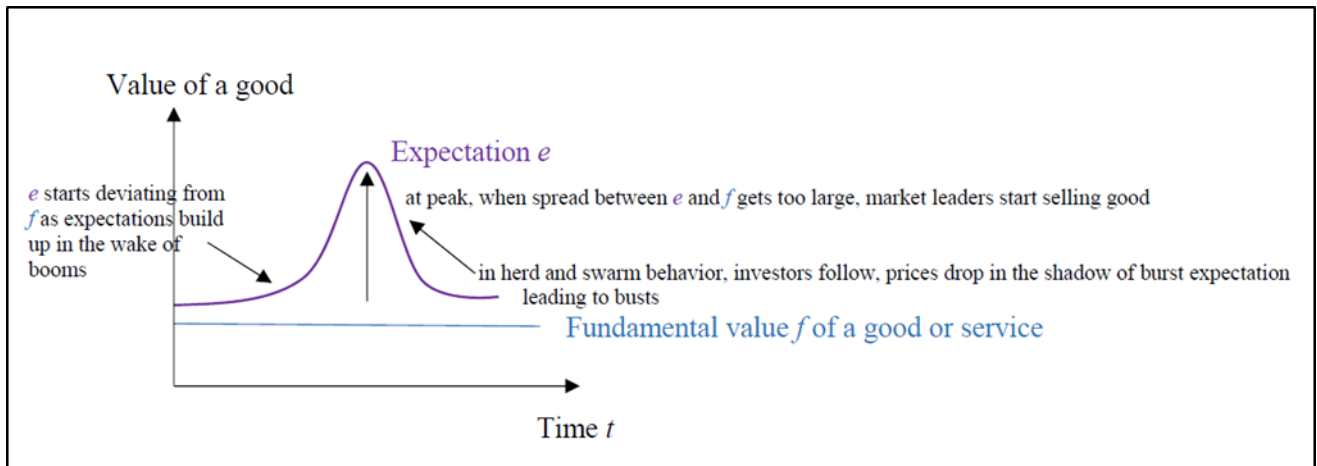 Value of a good
Expectation e
e starts deviating from
f as expectations build
up in the wake of
booms
at peak, when spread between e and f gets too large, market leaders start selling good
in herd and swarm behavior, investors follow, prices drop in the shadow of burst expectation
leading to busts
Fundamental value f of a good or service
Time t